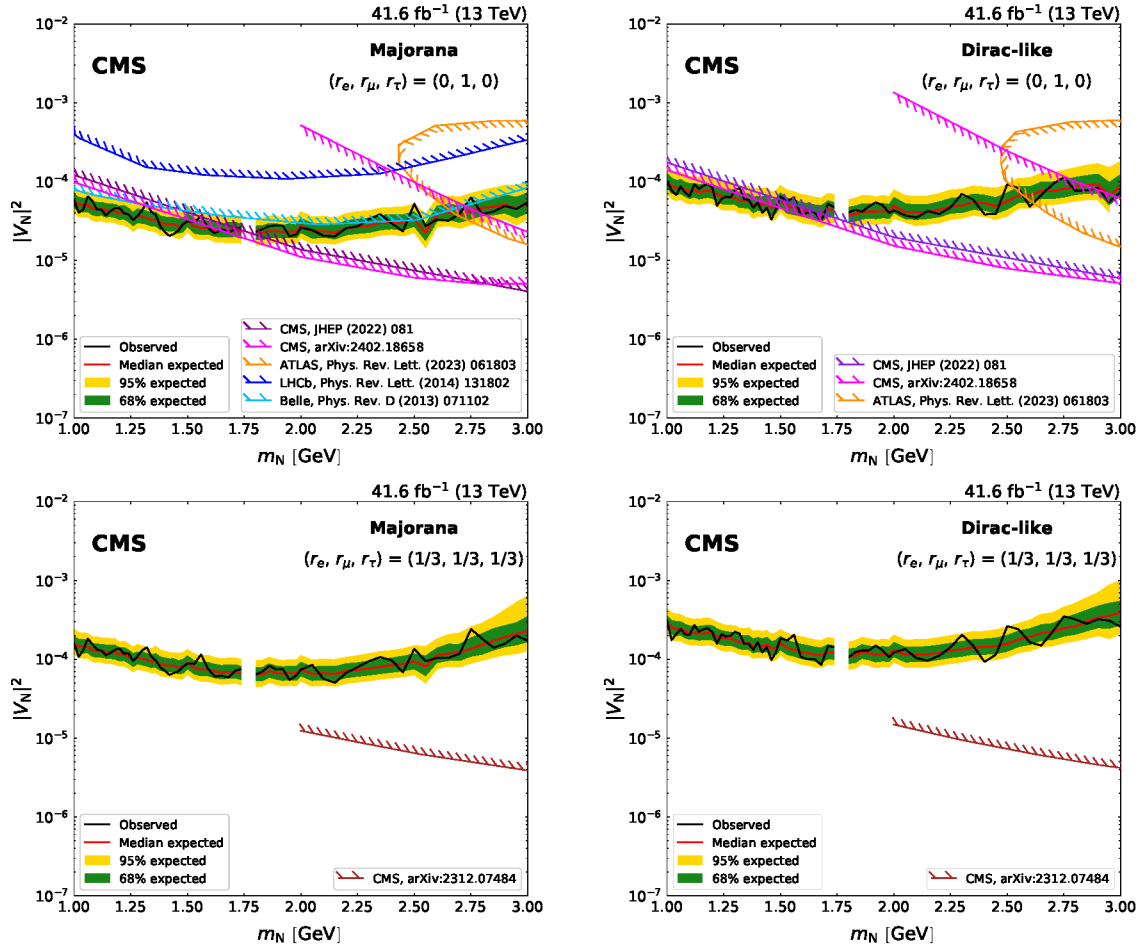 41.6 fb⁻¹ (13 TeV)
CMS
Majorana
(rₑ, r_μ, r_τ) = (0, 1, 0)
|V_N|²
10⁻²
10⁻³
10⁻⁴
10⁻⁵
10⁻⁶
10⁻⁷
Observed
Median expected
95% expected
68% expected
CMS, JHEP (2022) 081
CMS, arXiv:2402.18658
ATLAS, Phys. Rev. Lett. (2023) 061803
LHCb, Phys. Rev. Lett. (2014) 131802
Belle, Phys. Rev. D (2013) 071102
1.00 1.25 1.50 1.75 2.00 2.25 2.50 2.75 3.00
m_N [GeV]
41.6 fb⁻¹ (13 TeV)
CMS
Dirac-like
(rₑ, r_μ, r_τ) = (0, 1, 0)
|V_N|²
10⁻²
10⁻³
10⁻⁴
10⁻⁵
10⁻⁶
10⁻⁷
Observed
Median expected
95% expected
68% expected
CMS, JHEP (2022) 081
CMS, arXiv:2402.18658
ATLAS, Phys. Rev. Lett. (2023) 061803
1.00 1.25 1.50 1.75 2.00 2.25 2.50 2.75 3.00
m_N [GeV]
41.6 fb⁻¹ (13 TeV)
CMS
Majorana
(rₑ, r_μ, r_τ) = (1/3, 1/3, 1/3)
|V_N|²
10⁻²
10⁻³
10⁻⁴
10⁻⁵
10⁻⁶
10⁻⁷
Observed
Median expected
95% expected
68% expected
CMS, arXiv:2312.07484
1.00 1.25 1.50 1.75 2.00 2.25 2.50 2.75 3.00
m_N [GeV]
41.6 fb⁻¹ (13 TeV)
CMS
Dirac-like
(rₑ, r_μ, r_τ) = (1/3, 1/3, 1/3)
|V_N|²
10⁻²
10⁻³
10⁻⁴
10⁻⁵
10⁻⁶
10⁻⁷
Observed
Median expected
95% expected
68% expected
CMS, arXiv:2312.07484
1.00 1.25 1.50 1.75 2.00 2.25 2.50 2.75 3.00
m_N [GeV]